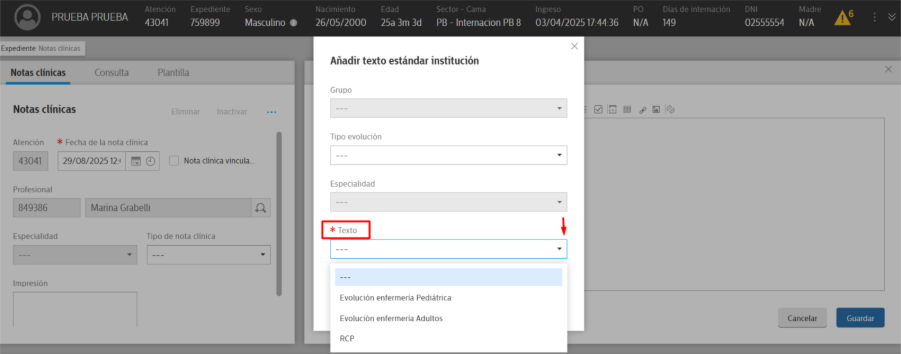 PRUEBA PRUEBA
Atención Expediente Sexo Nacimiento Edad Sector - Cama Ingreso PO Dias de internación DNI Madre
43041 759899 Masculino 26/05/2000 25a 3m 3d PB - Internacion PB 8 03/04/2025 17:44:36 N/A 149 02555554 N/A 6
Expediente: Notas clínicas
Notas clínicas Consulta Plantilla
Notas clínicas Eliminar Inactivar ...
Atención * Fecha de la nota clínica
43041 29/08/2025 12: Nota clínica vincula...
Profesional
849386 Marina Grabelli
Especialidad Tipo de nota clínica
--- ---
Impresión
Añadir texto estándar institución
Grupo
---
Tipo evolución
---
Especialidad
---
* Texto
---
---
Evolución enfermería Pediátrica
Evolución enfermería Adultos
RCP
Cancelar Guardar